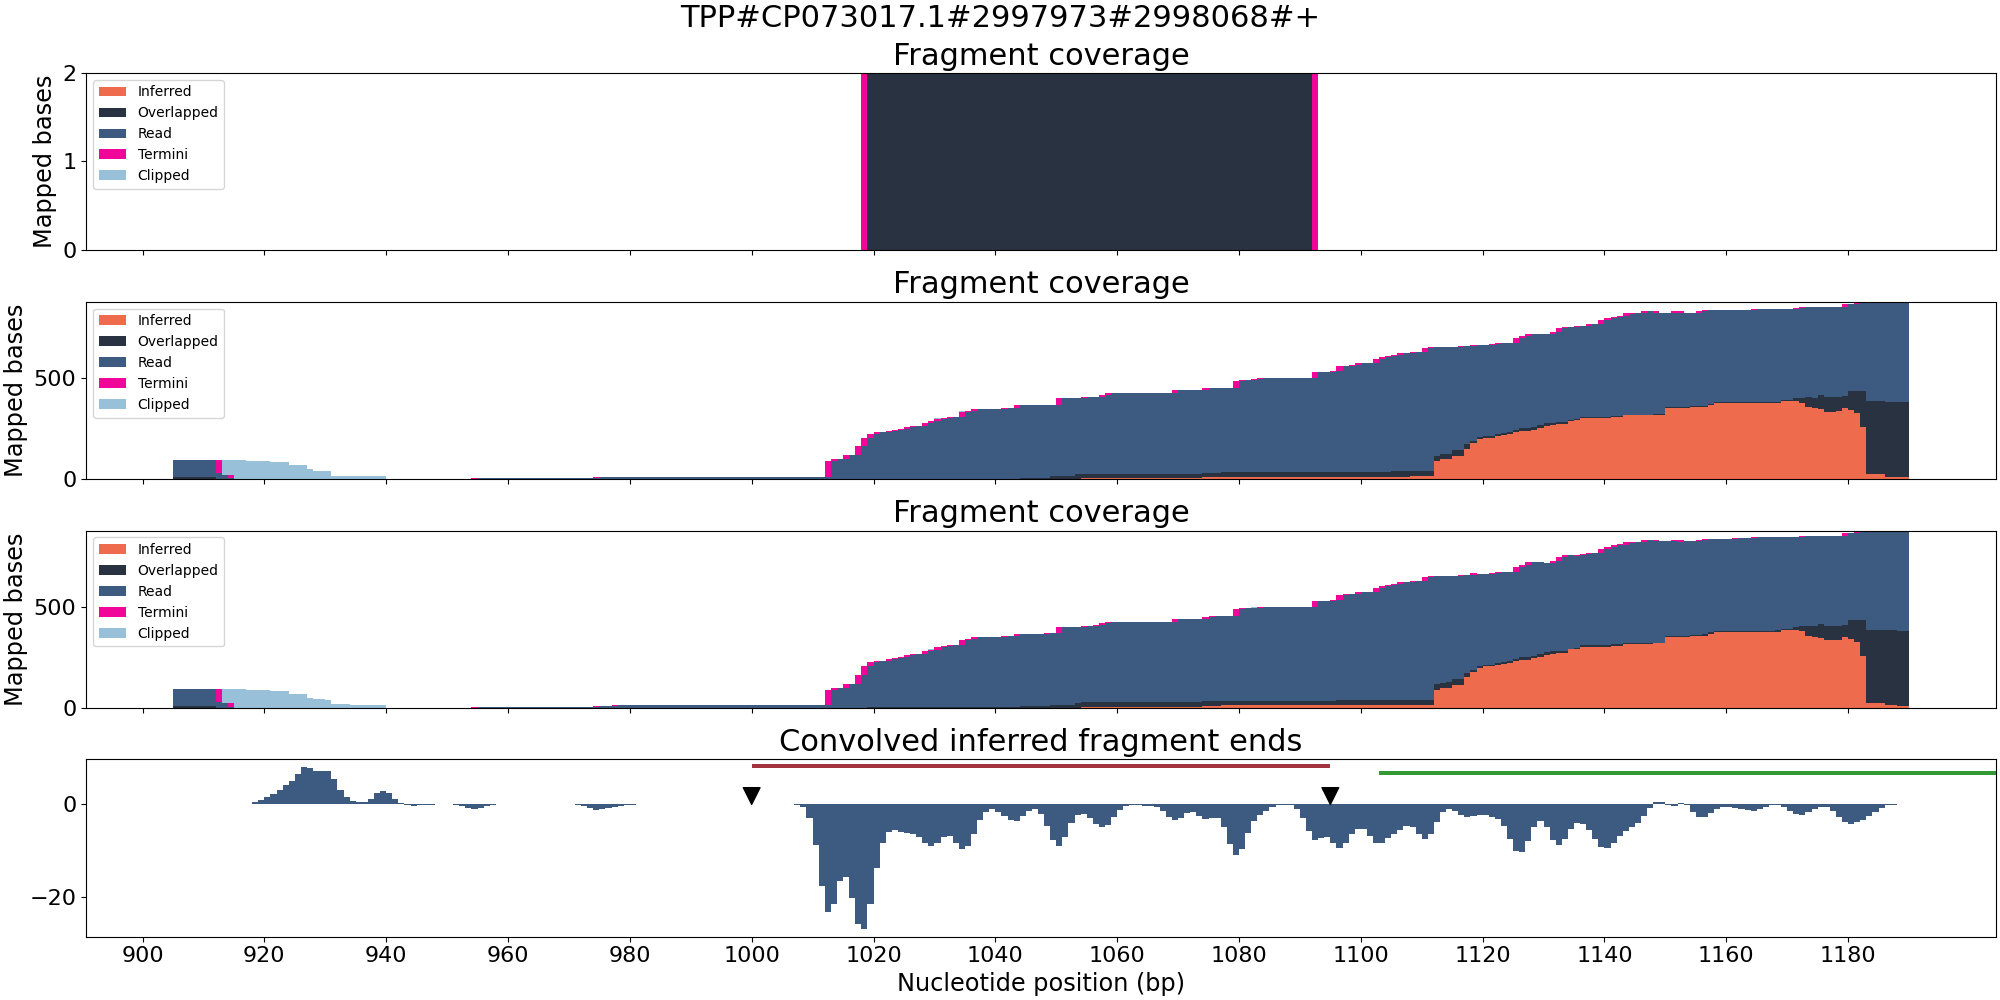 TPP#CP073017.1#2997973#2998068#+
Fragment coverage
Mapped bases
2
1
0
Inferred
Overlapped
Read
Termini
Clipped
Fragment coverage
Mapped bases
500
0
Inferred
Overlapped
Read
Termini
Clipped
Fragment coverage
Mapped bases
500
0
Inferred
Overlapped
Read
Termini
Clipped
Convolved inferred fragment ends
0
−20
900 920 940 960 980 1000 1020 1040 1060 1080 1100 1120 1140 1160 1180
Nucleotide position (bp)